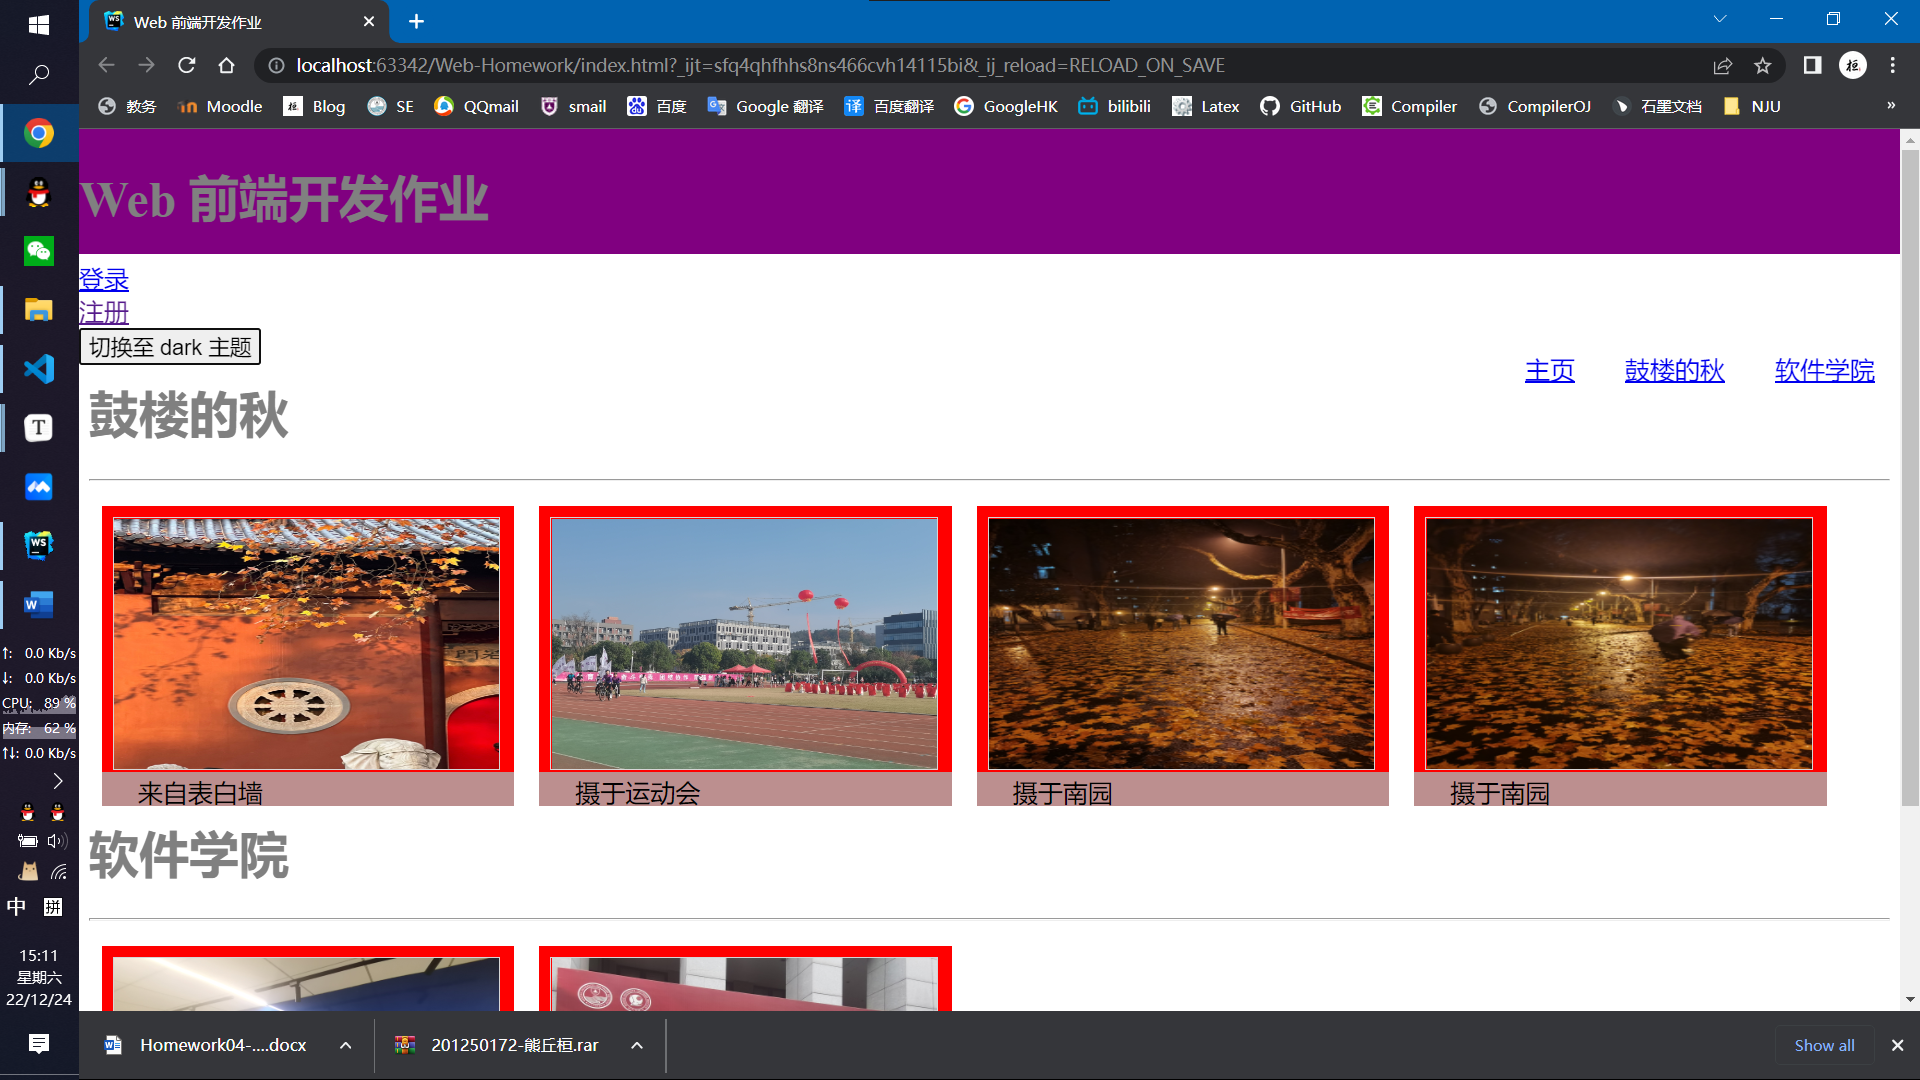 Web 前端开发作业
localhost:63342/Web-Homework/index.html?_ijt=sfq4qhfhhs8ns466cvh14115bi&_ij_reload=RELOAD_ON_SAVE
教务 Moodle Blog SE QQmail smail 百度 Google 翻译 百度翻译 GoogleHK bilibili Latex GitHub Compiler CompilerOJ 石墨文档 NJU »
Web 前端开发作业
登录
注册
切换至 dark 主题
主页 鼓楼的秋 软件学院
鼓楼的秋
来自表白墙 摄于运动会 摄于南园 摄于南园
软件学院
↑: 0.0 Kb/s
↓: 0.0 Kb/s
CPU: 89 %
内存: 62 %
↑↓: 0.0 Kb/s
中 拼
15:11
星期六
22/12/24
Homework04-....docx 201250172-熊丘桓.rar Show all